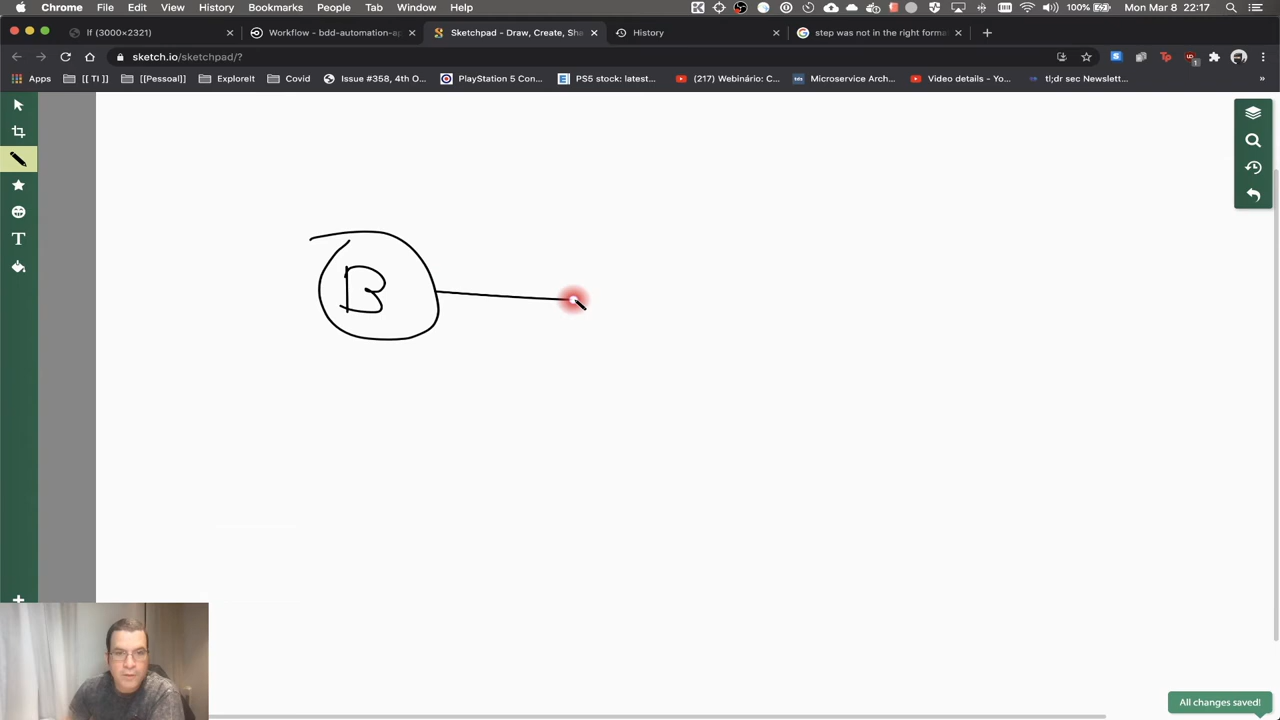 Chrome File Edit View History Bookmarks People Tab Window Help 100% Mon Mar 8 22:17
lf (3000×2321) Workflow - bdd-automation-ap Sketchpad - Draw, Create, Sha History step was not in the right forma
sketch.io/sketchpad/?
Apps [[ TI ]] [[Pessoal]] ExploreIt Covid Issue #358, 4th O... PlayStation 5 Con... PS5 stock: latest... (217) Webinário: C... Microservice Arch... Video details - Yo... tl;dr sec Newslett... »
B
T
All changes saved!